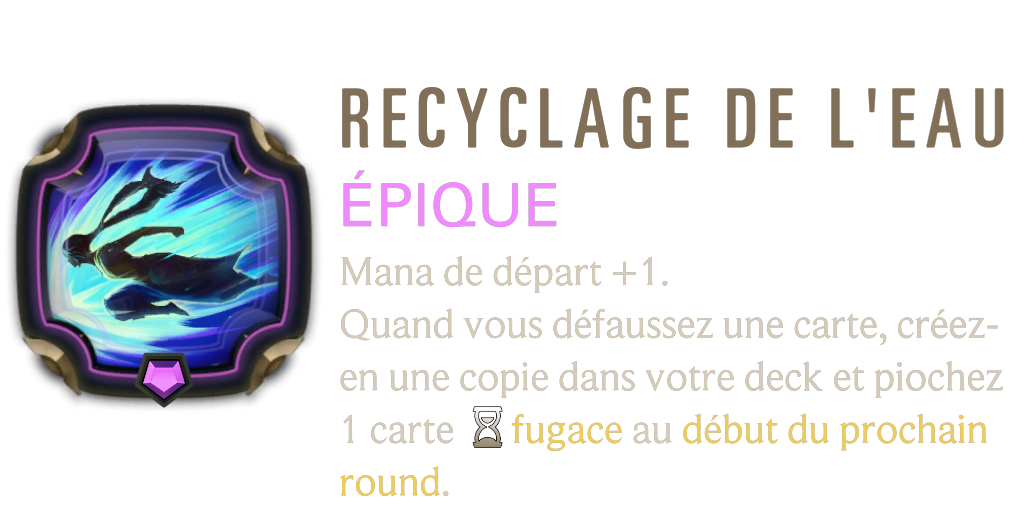 RECYCLAGE DE L'EAU
ÉPIQUE
Mana de départ +1.
Quand vous défaussez une carte, créez-
en une copie dans votre deck et piochez
1 carte fugace au début du prochain
round.